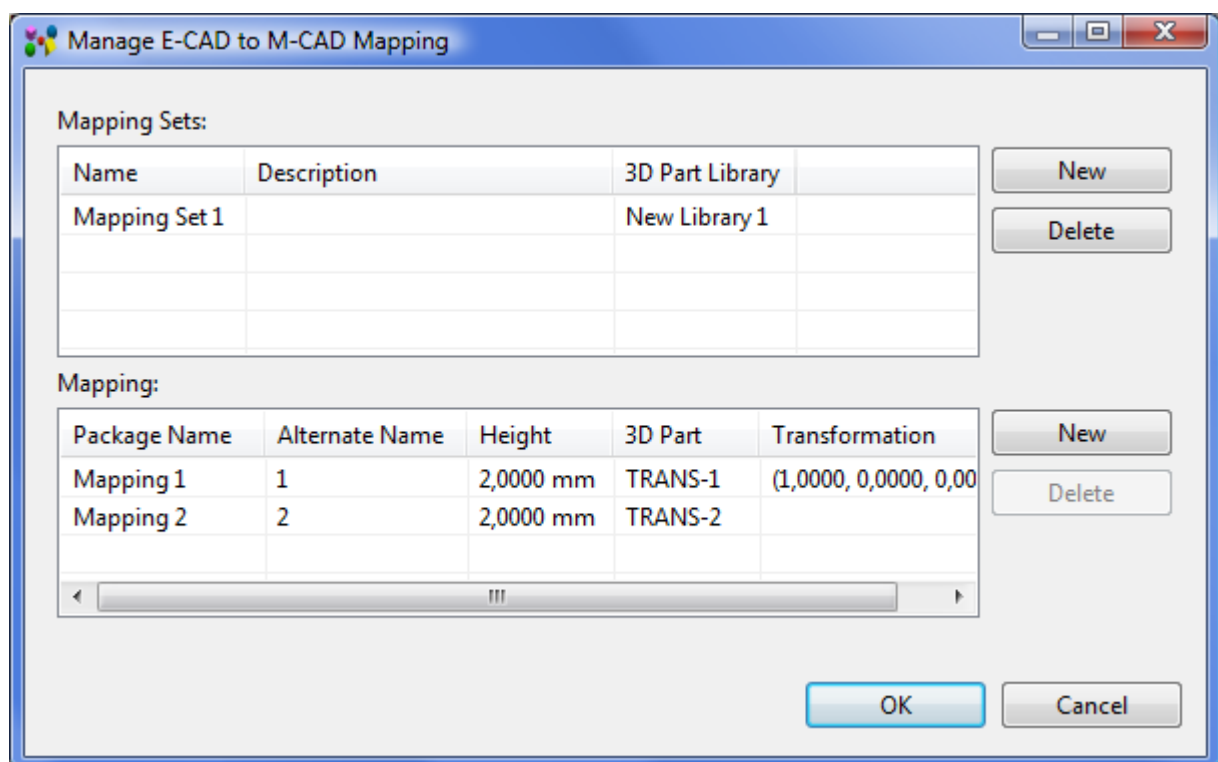 Manage E-CAD to M-CAD Mapping
Mapping Sets:
Name Description 3D Part Library
New
Mapping Set 1 New Library 1
Delete
Mapping:
Package Name Alternate Name Height 3D Part Transformation
New
Mapping 1 1 2,0000 mm TRANS-1 (1,0000, 0,0000, 0,00
Delete
Mapping 2 2 2,0000 mm TRANS-2
OK Cancel